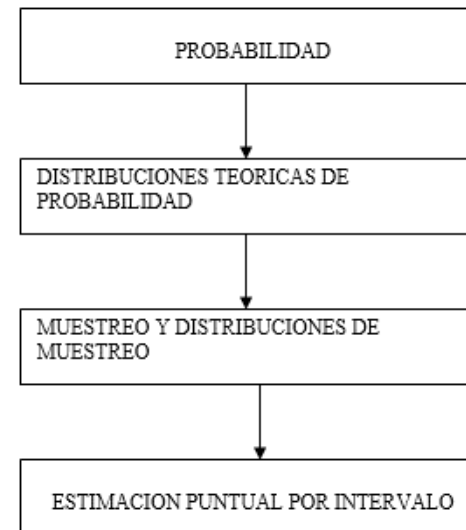 PROBABILIDAD
DISTRIBUCIONES TEORICAS DE
PROBABILIDAD
MUESTREO Y DISTRIBUCIONES DE
MUESTREO
ESTIMACION PUNTUAL POR INTERVALO